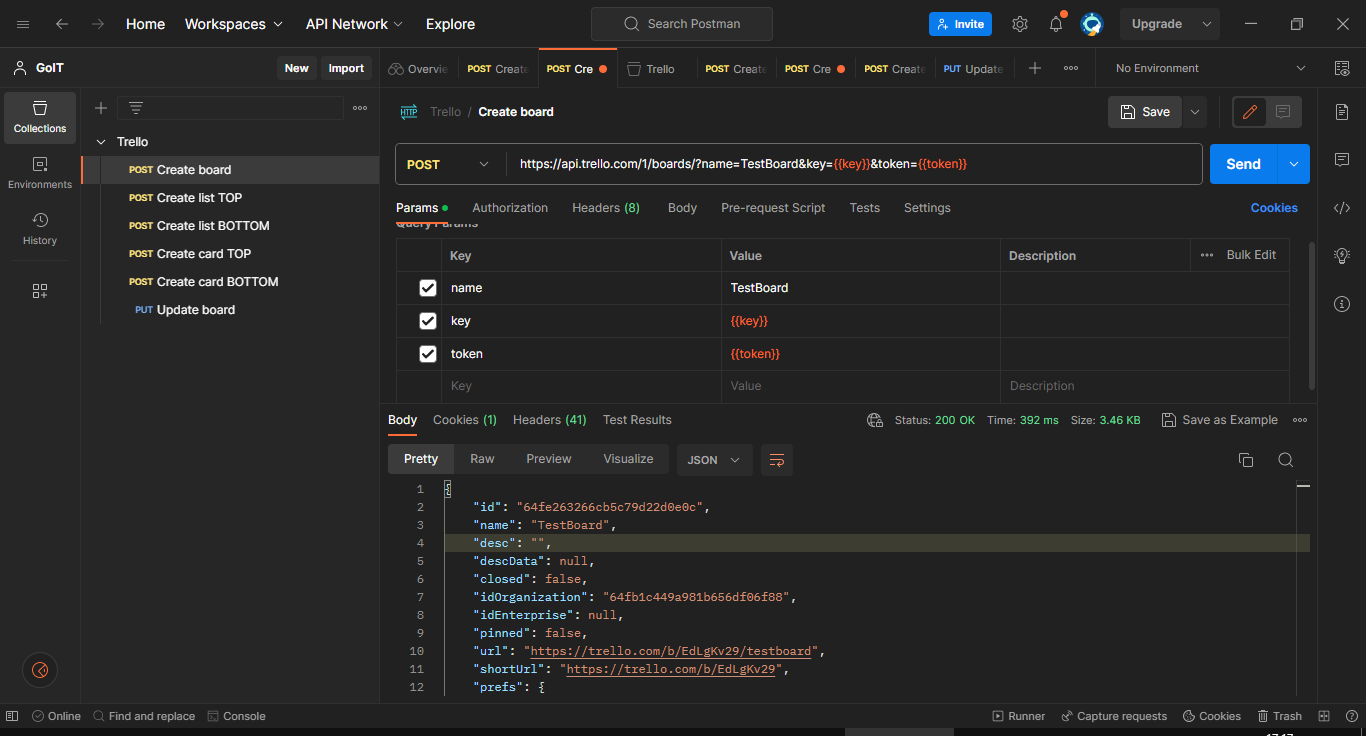 Home Workspaces API Network Explore Search Postman Invite Upgrade
GoIT New Import Overvie POST Create POST Cre Trello POST Create POST Cre POST Create PUT Update No Environment
Trello / Create board Save
Collections
Environments
History
Trello
POST Create board
POST Create list TOP
POST Create list BOTTOM
POST Create card TOP
POST Create card BOTTOM
PUT Update board
POST https://api.trello.com/1/boards/?name=TestBoard&key={{key}}&token={{token}} Send
Params Authorization Headers (8) Body Pre-request Script Tests Settings Cookies
Query Params
Key Value Description Bulk Edit
name TestBoard
key {{key}}
token {{token}}
Key Value Description
Body Cookies (1) Headers (41) Test Results Status: 200 OK Time: 392 ms Size: 3.46 KB Save as Example
Pretty Raw Preview Visualize JSON
1 {
2 "id": "64fe263266cb5c79d22d0e0c",
3 "name": "TestBoard",
4 "desc": "",
5 "descData": null,
6 "closed": false,
7 "idOrganization": "64fb1c449a981b656df06f88",
8 "idEnterprise": null,
9 "pinned": false,
10 "url": "https://trello.com/b/EdLgKv29/testboard",
11 "shortUrl": "https://trello.com/b/EdLgKv29",
12 "prefs": {
Online Find and replace Console Runner Capture requests Cookies Trash